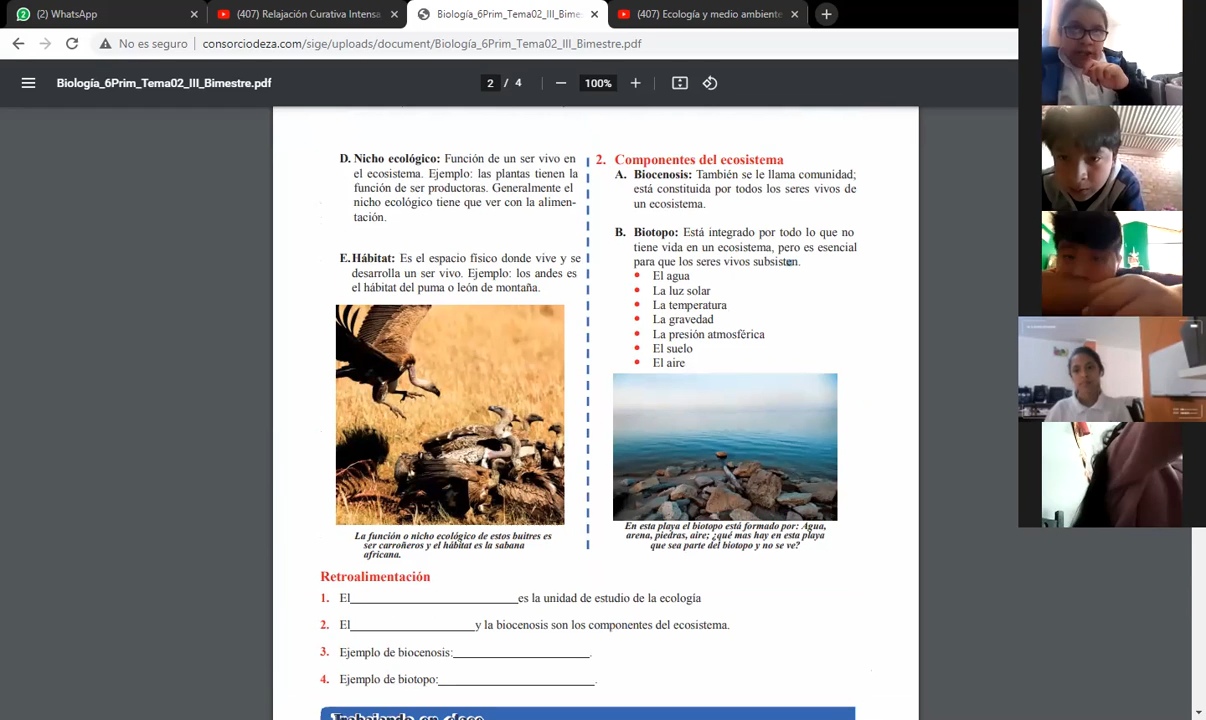 (2) WhatsApp
(407) Relajación Curativa Intensa
Biología_6Prim_Tema02_III_Bime
(407) Ecología y medio ambiente
No es seguro
consorciodeza.com/sige/uploads/document/Biología_6Prim_Tema02_III_Bimestre.pdf
Biología_6Prim_Tema02_III_Bimestre.pdf
2 / 4
100%
D. Nicho ecológico: Función de un ser vivo en
el ecosistema. Ejemplo: las plantas tienen la
función de ser productoras. Generalmente el
nicho ecológico tiene que ver con la alimen-
tación.
E. Hábitat: Es el espacio físico donde vive y se
desarrolla un ser vivo. Ejemplo: los andes es
el hábitat del puma o león de montaña.
La función o nicho ecológico de estos buitres es
ser carroñeros y el hábitat es la sabana
africana.
2. Componentes del ecosistema
A. Biocenosis: También se le llama comunidad;
está constituida por todos los seres vivos de
un ecosistema.
B. Biotopo: Está integrado por todo lo que no
tiene vida en un ecosistema, pero es esencial
para que los seres vivos subsisten.
• El agua
• La luz solar
• La temperatura
• La gravedad
• La presión atmosférica
• El suelo
• El aire
En esta playa el biotopo está formado por: Agua,
arena, piedras, aire; ¿qué mas hay en esta playa
que sea parte del biotopo y no se ve?
Retroalimentación
1. El__________________________es la unidad de estudio de la ecología
2. El___________________y la biocenosis son los componentes del ecosistema.
3. Ejemplo de biocenosis:_____________________.
4. Ejemplo de biotopo:________________________.
Trabajando en clase